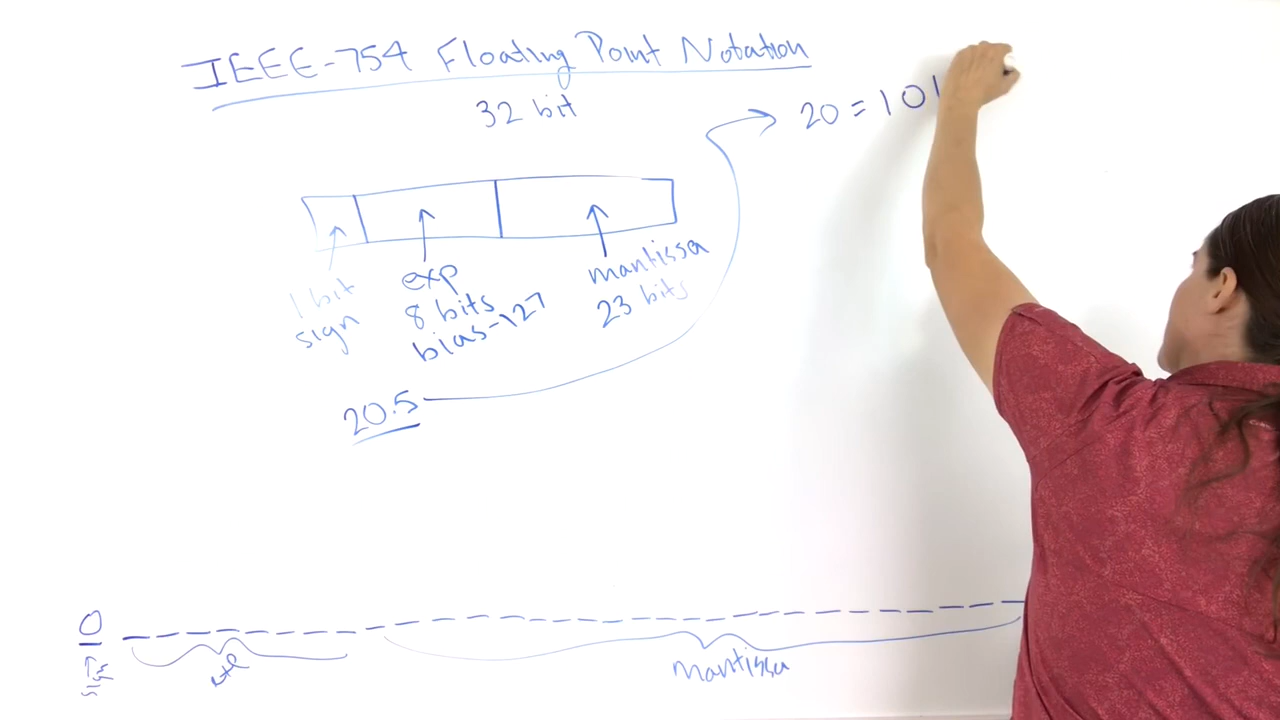 IEEE-754 Floating Point Notation
32 bit
20 = 101
1 bit
sign
exp
8 bits
bias-127
mantissa
23 bits
20.5
0
exp
mantissa